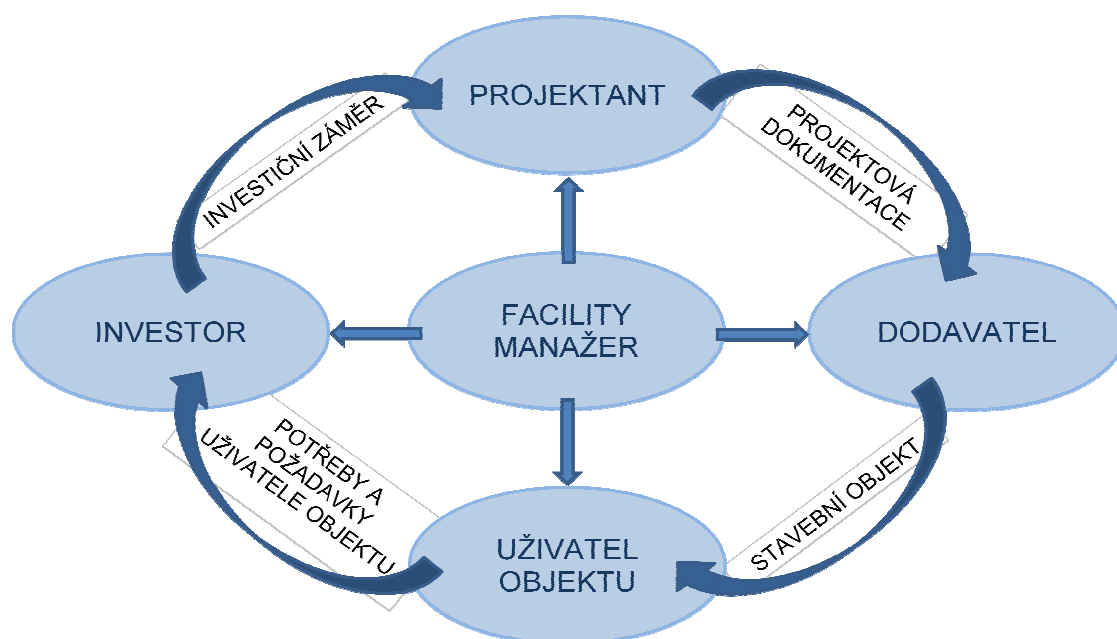 PROJEKTANT
INVESTIČNÍ ZÁMĚR
PROJEKTOVÁ
DOKUMENTACE
INVESTOR
FACILITY
MANAŽER
DODAVATEL
POTŘEBY A
POŽADAVKY
UŽIVATELE OBJEKTU
STAVEBNÍ OBJEKT
UŽIVATEL
OBJEKTU